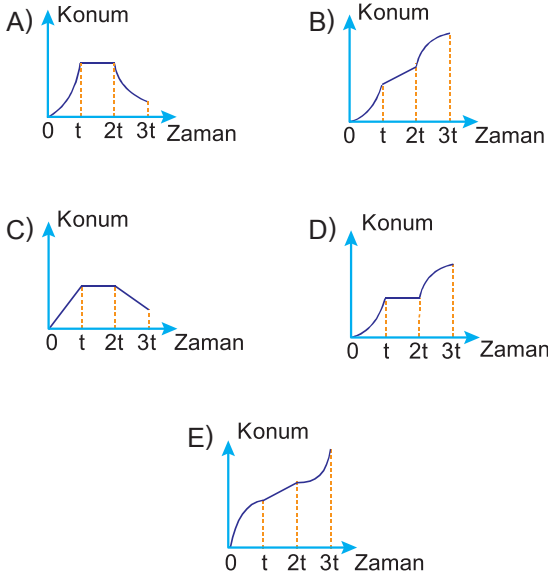 A) Konum
0 t 2t 3t Zaman
B) Konum
0 t 2t 3t Zaman
C) Konum
0 t 2t 3t Zaman
D) Konum
0 t 2t 3t Zaman
E) Konum
0 t 2t 3t Zaman